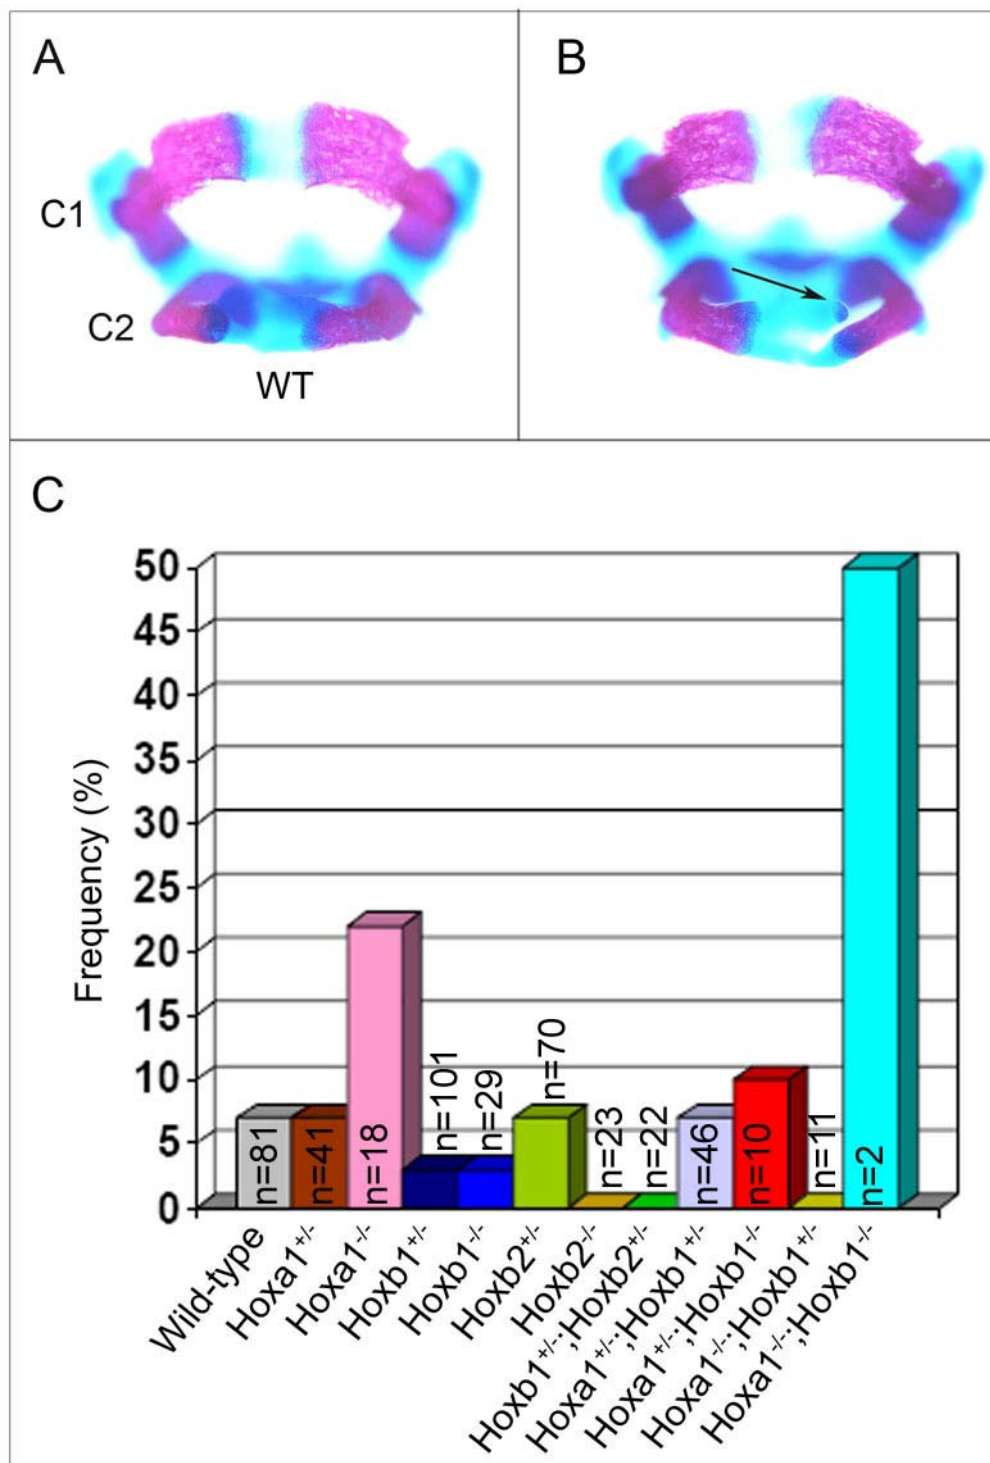 A
B
C1
C2
WT
C
Frequency (%)
50
45
40
35
30
25
20
15
10
5
0
n=81
n=41
n=18
n=101
n=29
n=70
n=23
n=22
n=46
n=10
n=11
n=2
Wild-type
Hoxa1+/-
Hoxa1-/-
Hoxb1+/-
Hoxb1-/-
Hoxb2+/-
Hoxb2-/-
Hoxb1+/-;Hoxb2+/-
Hoxa1+/-;Hoxb1+/-
Hoxa1+/-;Hoxb1-/-
Hoxa1-/-;Hoxb1+/-
Hoxa1-/-;Hoxb1-/-